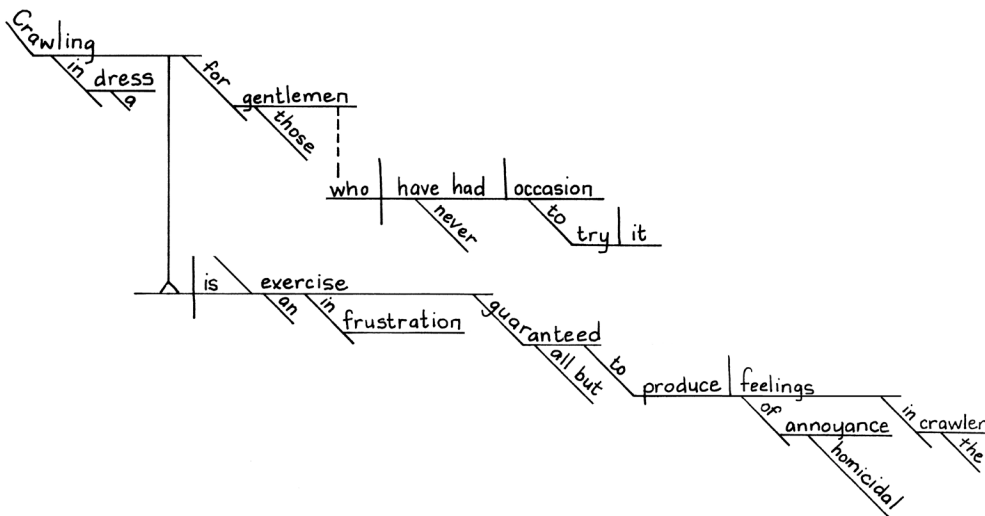 Crawling
in dress
a
for gentlemen
those
who have had occasion
never
to try it
is exercise
an
in frustration
guaranteed
all but
to produce feelings
of annoyance
homicidal
in crawler
the